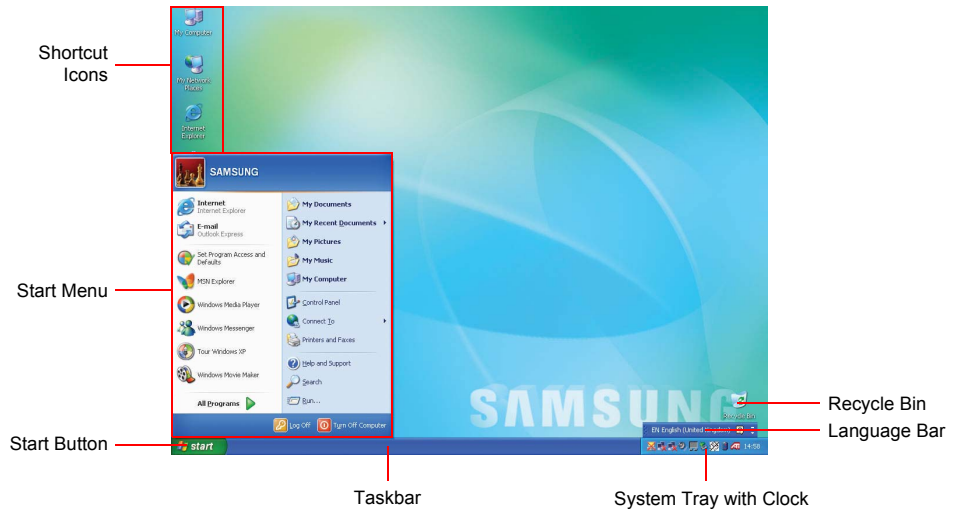 My Computer
Shortcut
Icons
My Network
Places
Internet
Explorer
SAMSUNG
Internet
Internet Explorer
E-mail
Outlook Express
Set Program Access and
Defaults
MSN Explorer
Windows Media Player
Windows Messenger
Tour Windows XP
Windows Movie Maker
All Programs
My Documents
My Recent Documents
My Pictures
My Music
My Computer
Control Panel
Connect To
Printers and Faxes
Help and Support
Search
Run...
Log Off
Turn Off Computer
Start Menu
SAMSUNG
Recycle Bin
Recycle Bin
EN English (United Kingdom)
Language Bar
Start Button
start
14:58
Taskbar
System Tray with Clock